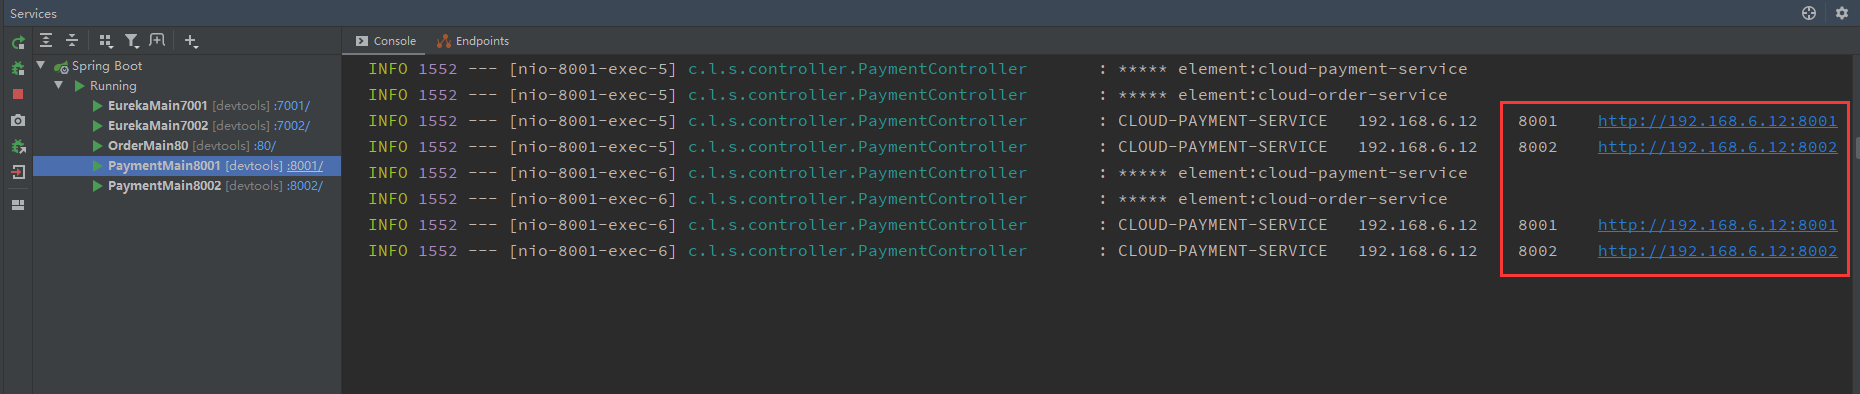 Services
Spring Boot
Running
EurekaMain7001 [devtools] :7001/
EurekaMain7002 [devtools] :7002/
OrderMain80 [devtools] :80/
PaymentMain8001 [devtools] :8001/
PaymentMain8002 [devtools] :8002/
Console Endpoints
INFO 1552 --- [nio-8001-exec-5] c.l.s.controller.PaymentController : ***** element:cloud-payment-service
INFO 1552 --- [nio-8001-exec-5] c.l.s.controller.PaymentController : ***** element:cloud-order-service
INFO 1552 --- [nio-8001-exec-5] c.l.s.controller.PaymentController : CLOUD-PAYMENT-SERVICE 192.168.6.12 8001 http://192.168.6.12:8001
INFO 1552 --- [nio-8001-exec-5] c.l.s.controller.PaymentController : CLOUD-PAYMENT-SERVICE 192.168.6.12 8002 http://192.168.6.12:8002
INFO 1552 --- [nio-8001-exec-6] c.l.s.controller.PaymentController : ***** element:cloud-payment-service
INFO 1552 --- [nio-8001-exec-6] c.l.s.controller.PaymentController : ***** element:cloud-order-service
INFO 1552 --- [nio-8001-exec-6] c.l.s.controller.PaymentController : CLOUD-PAYMENT-SERVICE 192.168.6.12 8001 http://192.168.6.12:8001
INFO 1552 --- [nio-8001-exec-6] c.l.s.controller.PaymentController : CLOUD-PAYMENT-SERVICE 192.168.6.12 8002 http://192.168.6.12:8002